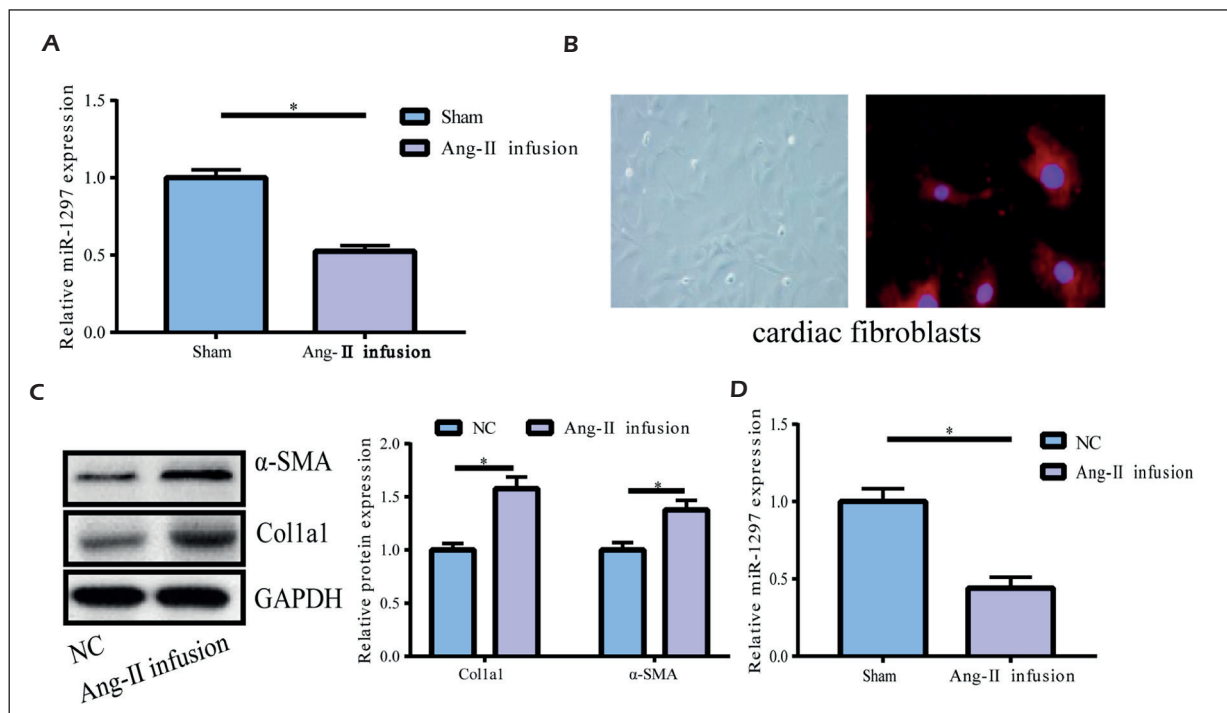 A
Relative miR-1297 expression
1.5
1.0
0.5
0.0
*
Sham
Ang-II infusion
Sham
Ang-II infusion
B
cardiac fibroblasts
C
α-SMA
Col1a1
GAPDH
NC
Ang-II infusion
NC
Ang-II infusion
Relative protein expression
2.0
1.5
1.0
0.5
0.0
*
*
Col1a1
α-SMA
D
Relative miR-1297 expression
1.5
1.0
0.5
0.0
*
NC
Ang-II infusion
Sham
Ang-II infusion